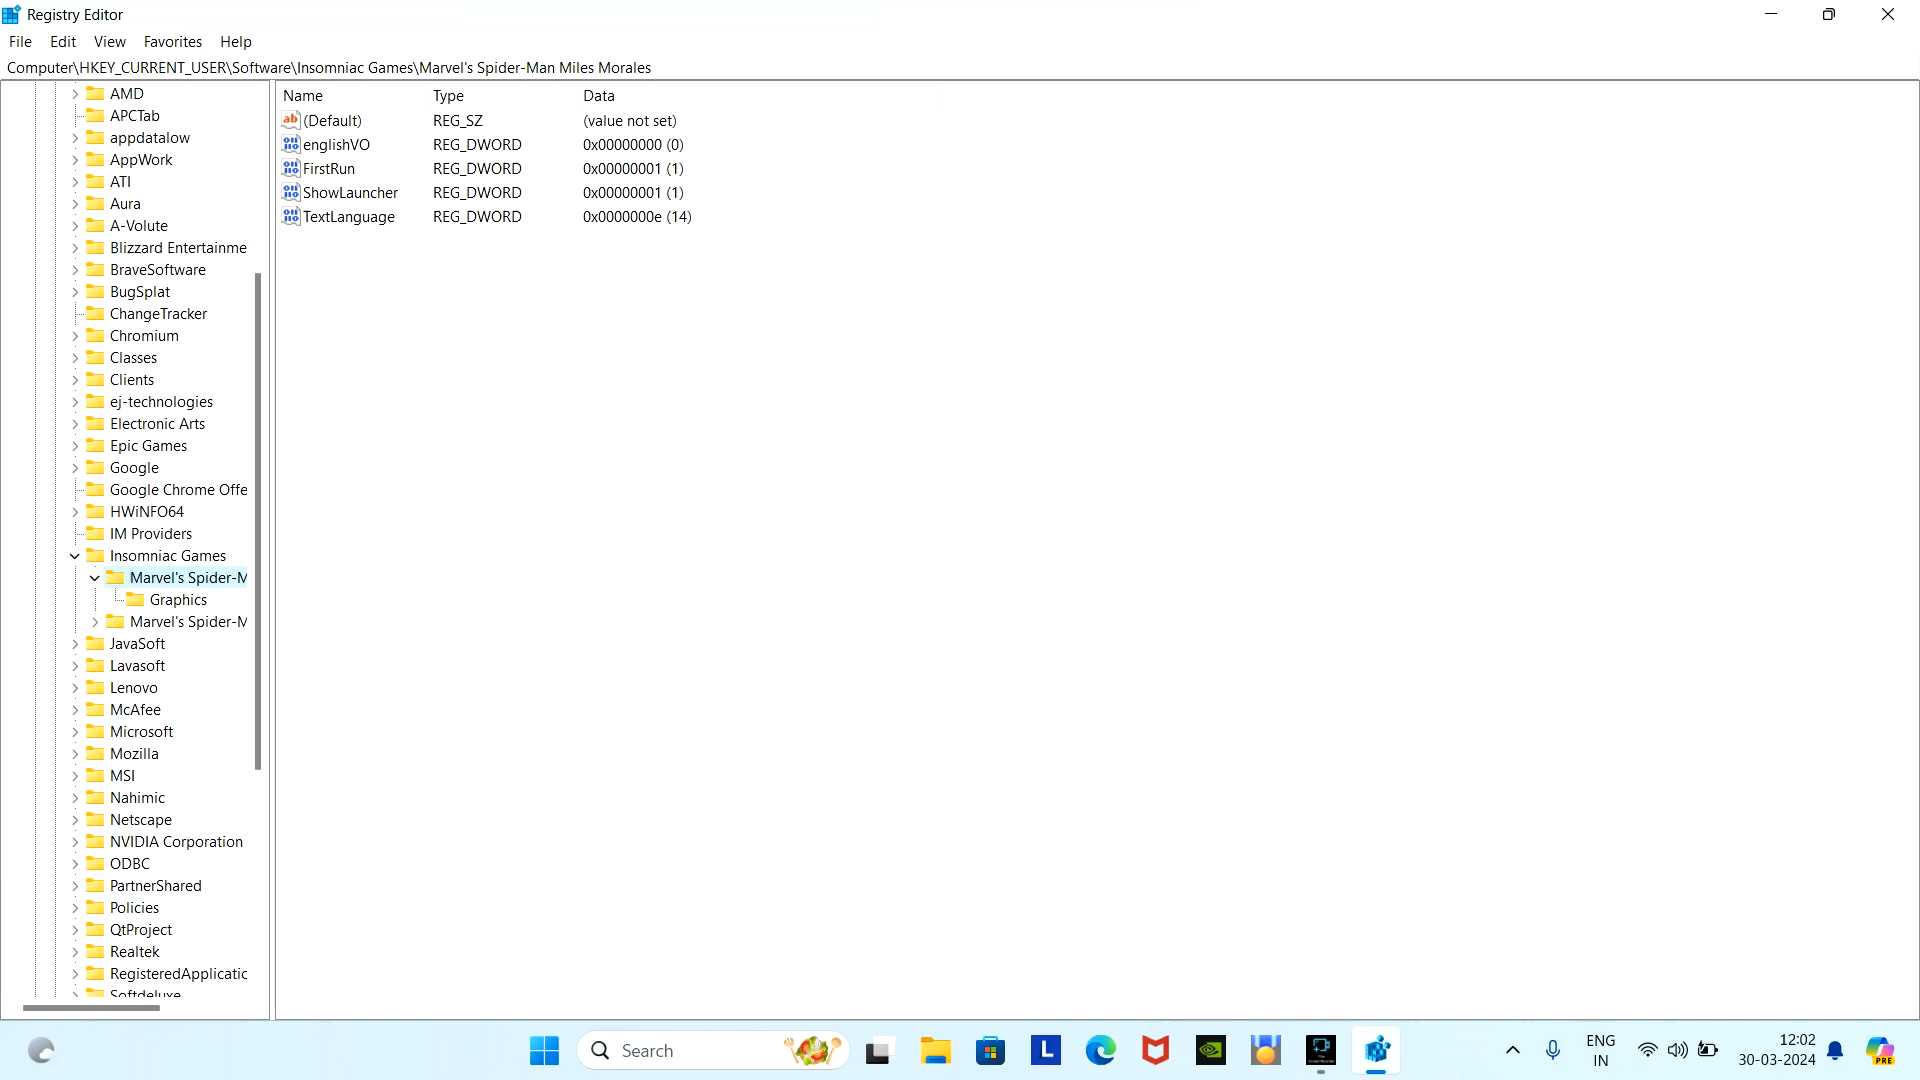 Registry Editor
File Edit View Favorites Help
Computer\HKEY_CURRENT_USER\Software\Insomniac Games\Marvel's Spider-Man Miles Morales
AMD
APCTab
appdatalow
AppWork
ATI
Aura
A-Volute
Blizzard Entertainme
BraveSoftware
BugSplat
ChangeTracker
Chromium
Classes
Clients
ej-technologies
Electronic Arts
Epic Games
Google
Google Chrome Offe
HWiNFO64
IM Providers
Insomniac Games
Marvel's Spider-M
Graphics
Marvel's Spider-M
JavaSoft
Lavasoft
Lenovo
McAfee
Microsoft
Mozilla
MSI
Nahimic
Netscape
NVIDIA Corporation
ODBC
PartnerShared
Policies
QtProject
Realtek
RegisteredApplicatic
Softdeluxe
Name Type Data
(Default) REG_SZ (value not set)
englishVO REG_DWORD 0x00000000 (0)
FirstRun REG_DWORD 0x00000001 (1)
ShowLauncher REG_DWORD 0x00000001 (1)
TextLanguage REG_DWORD 0x0000000e (14)
Search
L
ENG
IN
12:02
30-03-2024
PRE